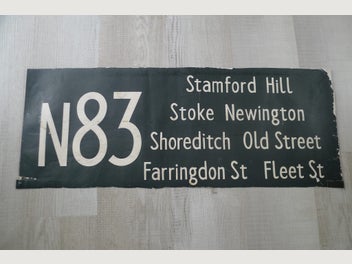 N83
Stamford Hill
Stoke Newington
Shoreditch Old Street
Farringdon St Fleet St